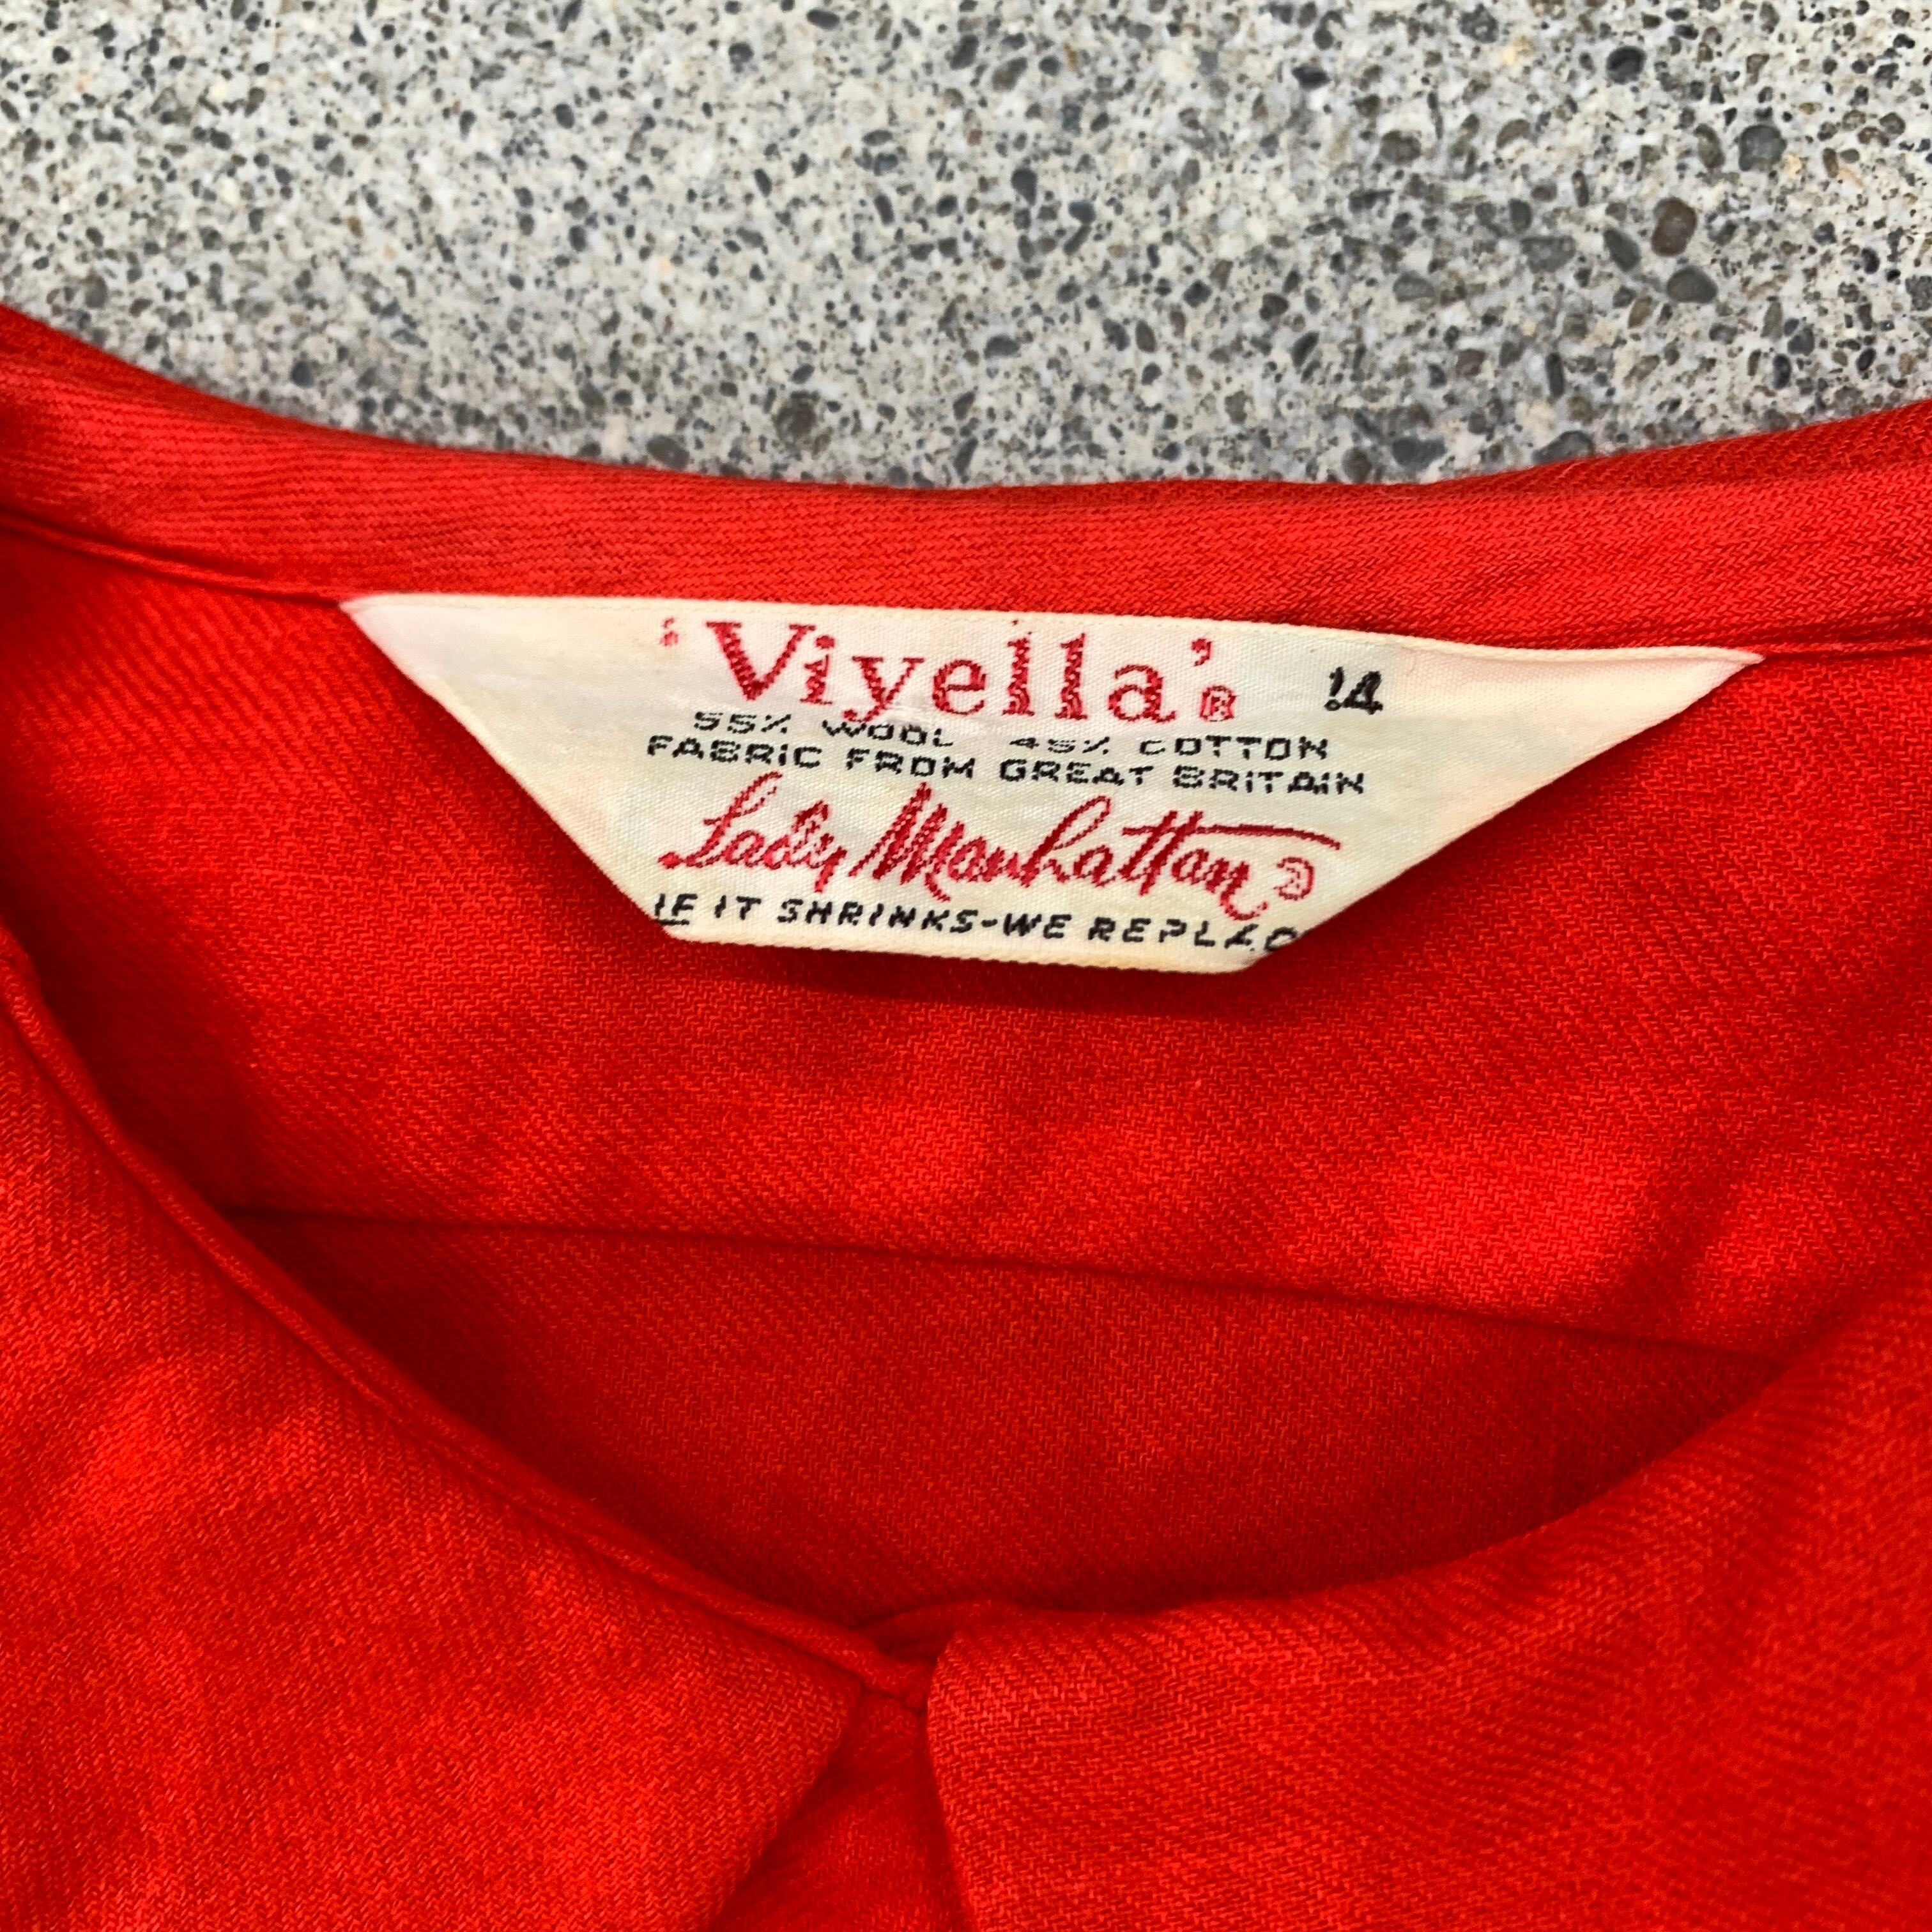 'Viyella'® 14
55% WOOL 45% COTTON
FABRIC FROM GREAT BRITAIN
Lady Manhattan ®
IF IT SHRINKS-WE REPLAC